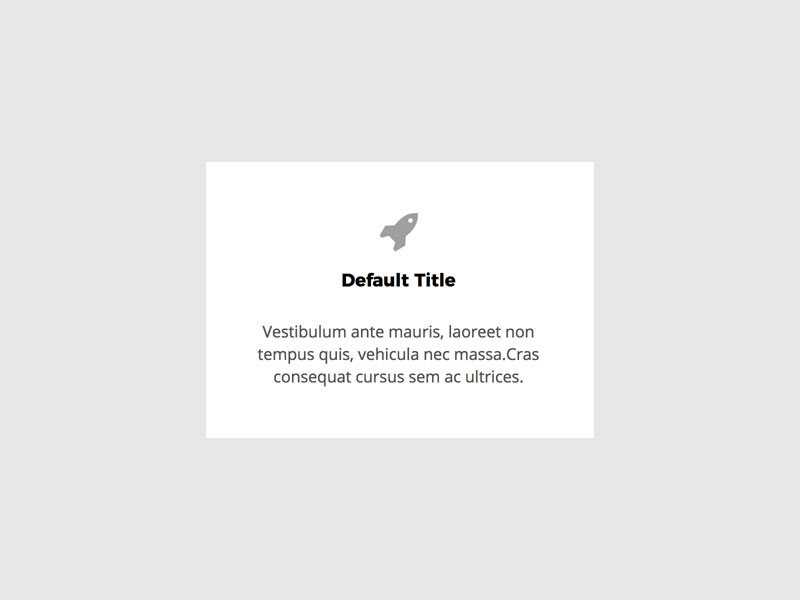 Default Title
Vestibulum ante mauris, laoreet non
tempus quis, vehicula nec massa.Cras
consequat cursus sem ac ultrices.